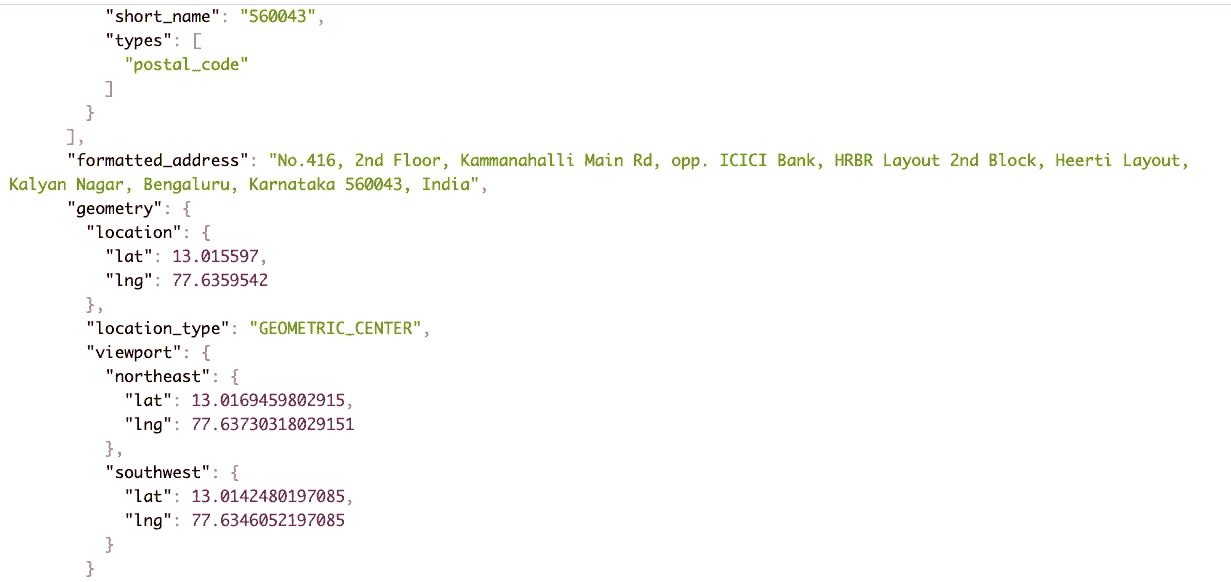 "short_name": "560043",
"types": [
"postal_code"
]
}
],
"formatted_address": "No.416, 2nd Floor, Kammanahalli Main Rd, opp. ICICI Bank, HRBR Layout 2nd Block, Heerti Layout,
Kalyan Nagar, Bengaluru, Karnataka 560043, India",
"geometry": {
"location": {
"lat": 13.015597,
"lng": 77.6359542
},
"location_type": "GEOMETRIC_CENTER",
"viewport": {
"northeast": {
"lat": 13.0169459802915,
"lng": 77.63730318029151
},
"southwest": {
"lat": 13.0142480197085,
"lng": 77.6346052197085
}
}